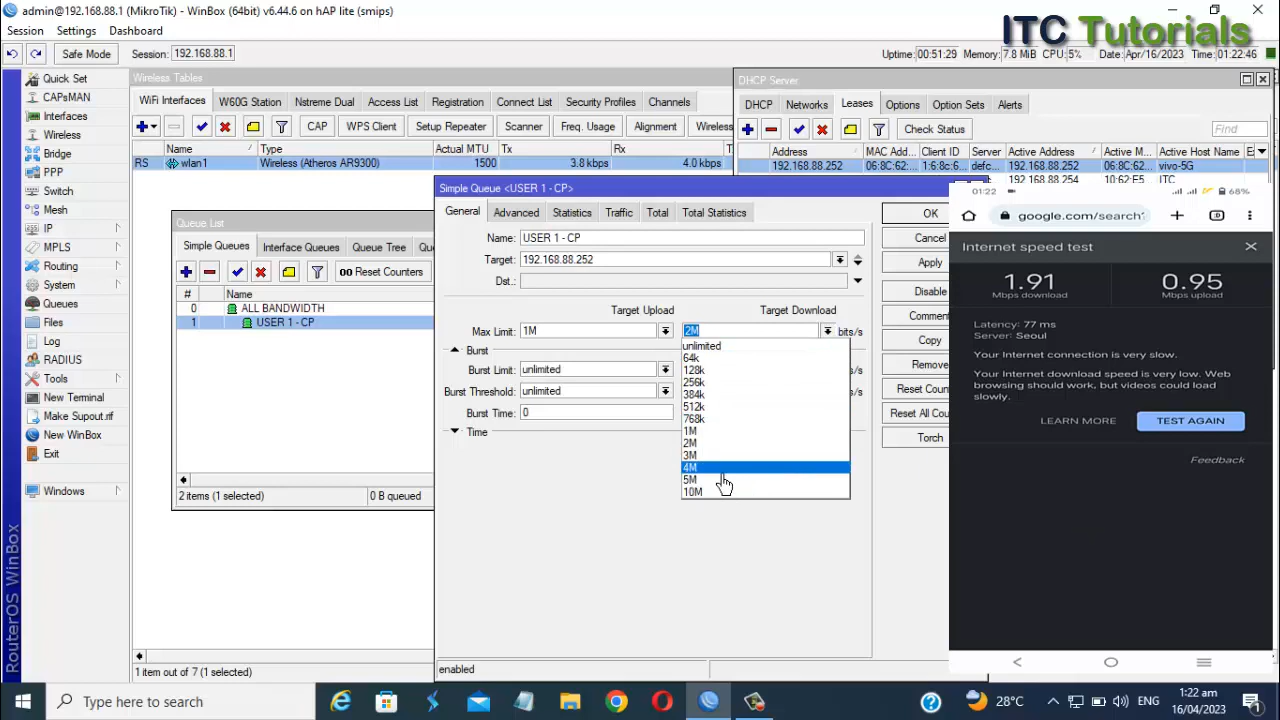 admin@192.168.88.1 (MikroTik) - WinBox (64bit) v6.44.6 on hAP lite (smips)
ITC Tutorials
Session Settings Dashboard
Safe Mode Session: 192.168.88.1 Uptime: 00:51:29 Memory: 7.8 MiB CPU: 5% Date: Apr/16/2023 Time: 01:22:46
Quick Set
CAPsMAN
Interfaces
Wireless
Bridge
PPP
Switch
Mesh
IP
MPLS
Routing
System
Queues
Files
Log
RADIUS
Tools
New Terminal
Make Supout.rif
New WinBox
Exit
Windows
RouterOS WinBox
Wireless Tables
WiFi Interfaces W60G Station Nstreme Dual Access List Registration Connect List Security Profiles Channels
CAP WPS Client Setup Repeater Scanner Freq. Usage Alignment Wireless
Name Type Actual MTU Tx Rx
RS wlan1 Wireless (Atheros AR9300) 1500 3.8 kbps 4.0 kbps
1 item out of 7 (1 selected)
DHCP Server
DHCP Networks Leases Options Option Sets Alerts
Check Status Find
Address MAC Addr... Client ID Server Active Address Active M... Active Host Name
192.168.88.252 06:8C:62:... 1:6:8c:6... defc... 192.168.88.252 06:8C:62:... vivo-5G
192.168.88.254 10:62:E5... ITC
Queue List
Simple Queues Interface Queues Queue Tree Qu
00 Reset Counters
# Name
0 ALL BANDWIDTH
1 USER 1 - CP
2 items (1 selected) 0 B queued
Simple Queue <USER 1 - CP>
General Advanced Statistics Traffic Total Total Statistics
Name: USER 1 - CP
Target: 192.168.88.252
Dst.:
Target Upload Target Download
Max Limit: 1M 2M bits/s
Burst
Burst Limit: unlimited
Burst Threshold: unlimited
Burst Time: 0
Time
unlimited
64k
128k
256k
384k
512k
768k
1M
2M
3M
4M
5M
10M
enabled
OK
Cancel
Apply
Disable
Comment
Copy
Remove
Reset Coun
Reset All Cou
Torch
01:22 68%
google.com/search?
Internet speed test
1.91 0.95
Mbps download Mbps upload
Latency: 77 ms
Server: Seoul
Your Internet connection is very slow.
Your Internet download speed is very low. Web
browsing should work, but videos could load
slowly.
LEARN MORE TEST AGAIN
Feedback
Type here to search
28°C ENG 1:22 am
16/04/2023